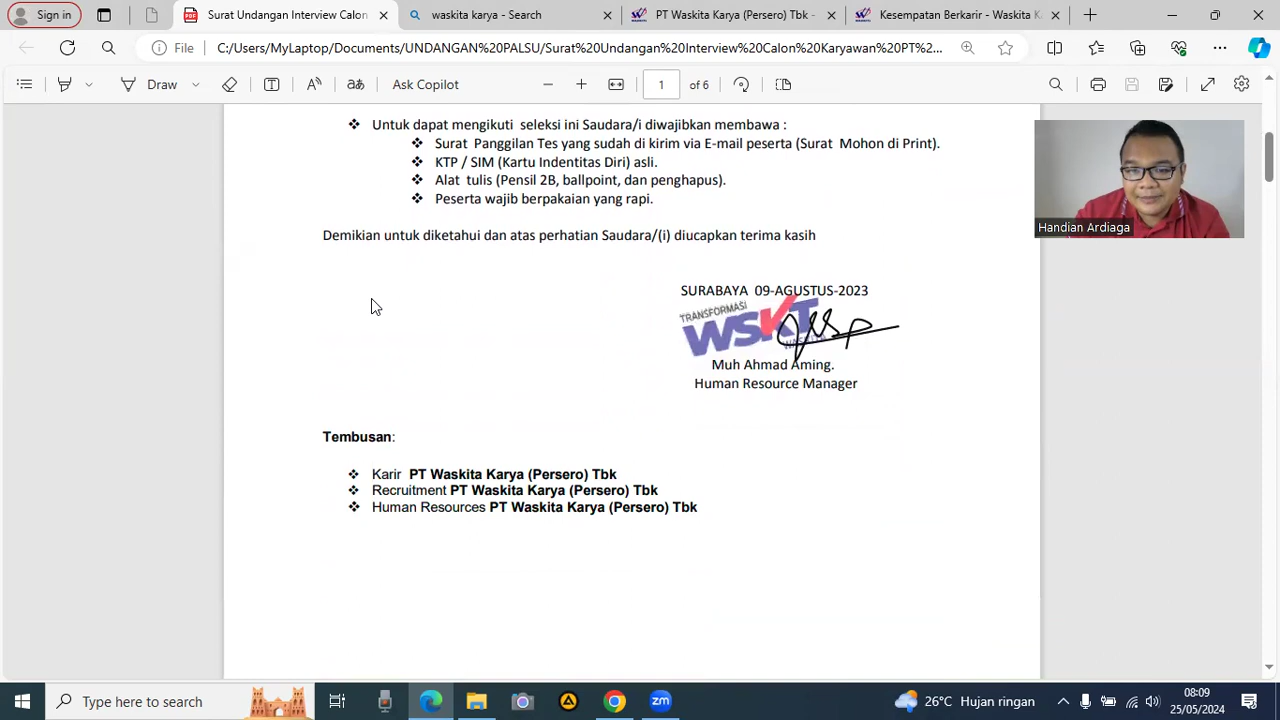 Sign in
Surat Undangan Interview Calon
waskita karya - Search
PT Waskita Karya (Persero) Tbk -
Kesempatan Berkarir - Waskita K
File
C:/Users/MyLaptop/Documents/UNDANGAN%20PALSU/Surat%20Undangan%20Interview%20Calon%20Karyawan%20PT%2...
Draw
Ask Copilot
1 of 6
Untuk dapat mengikuti seleksi ini Saudara/i diwajibkan membawa :
Surat Panggilan Tes yang sudah di kirim via E-mail peserta (Surat Mohon di Print).
KTP / SIM (Kartu Indentitas Diri) asli.
Alat tulis (Pensil 2B, ballpoint, dan penghapus).
Peserta wajib berpakaian yang rapi.
Handian Ardiaga
Demikian untuk diketahui dan atas perhatian Saudara/(i) diucapkan terima kasih
SURABAYA 09-AGUSTUS-2023
TRANSFORMASI
WSKT
WASKITA
Muh Ahmad Aming.
Human Resource Manager
Tembusan:
Karir PT Waskita Karya (Persero) Tbk
Recruitment PT Waskita Karya (Persero) Tbk
Human Resources PT Waskita Karya (Persero) Tbk
Type here to search
zm
26°C Hujan ringan
08:09
25/05/2024